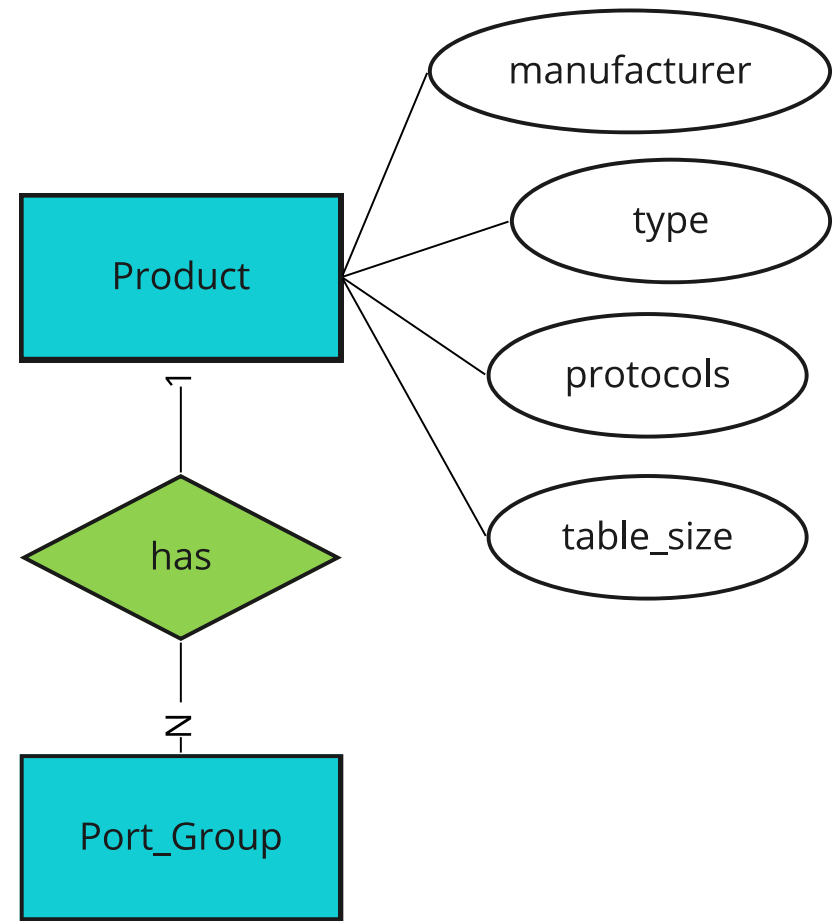 manufacturer
type
Product
protocols
1
table_size
has
N
Port_Group